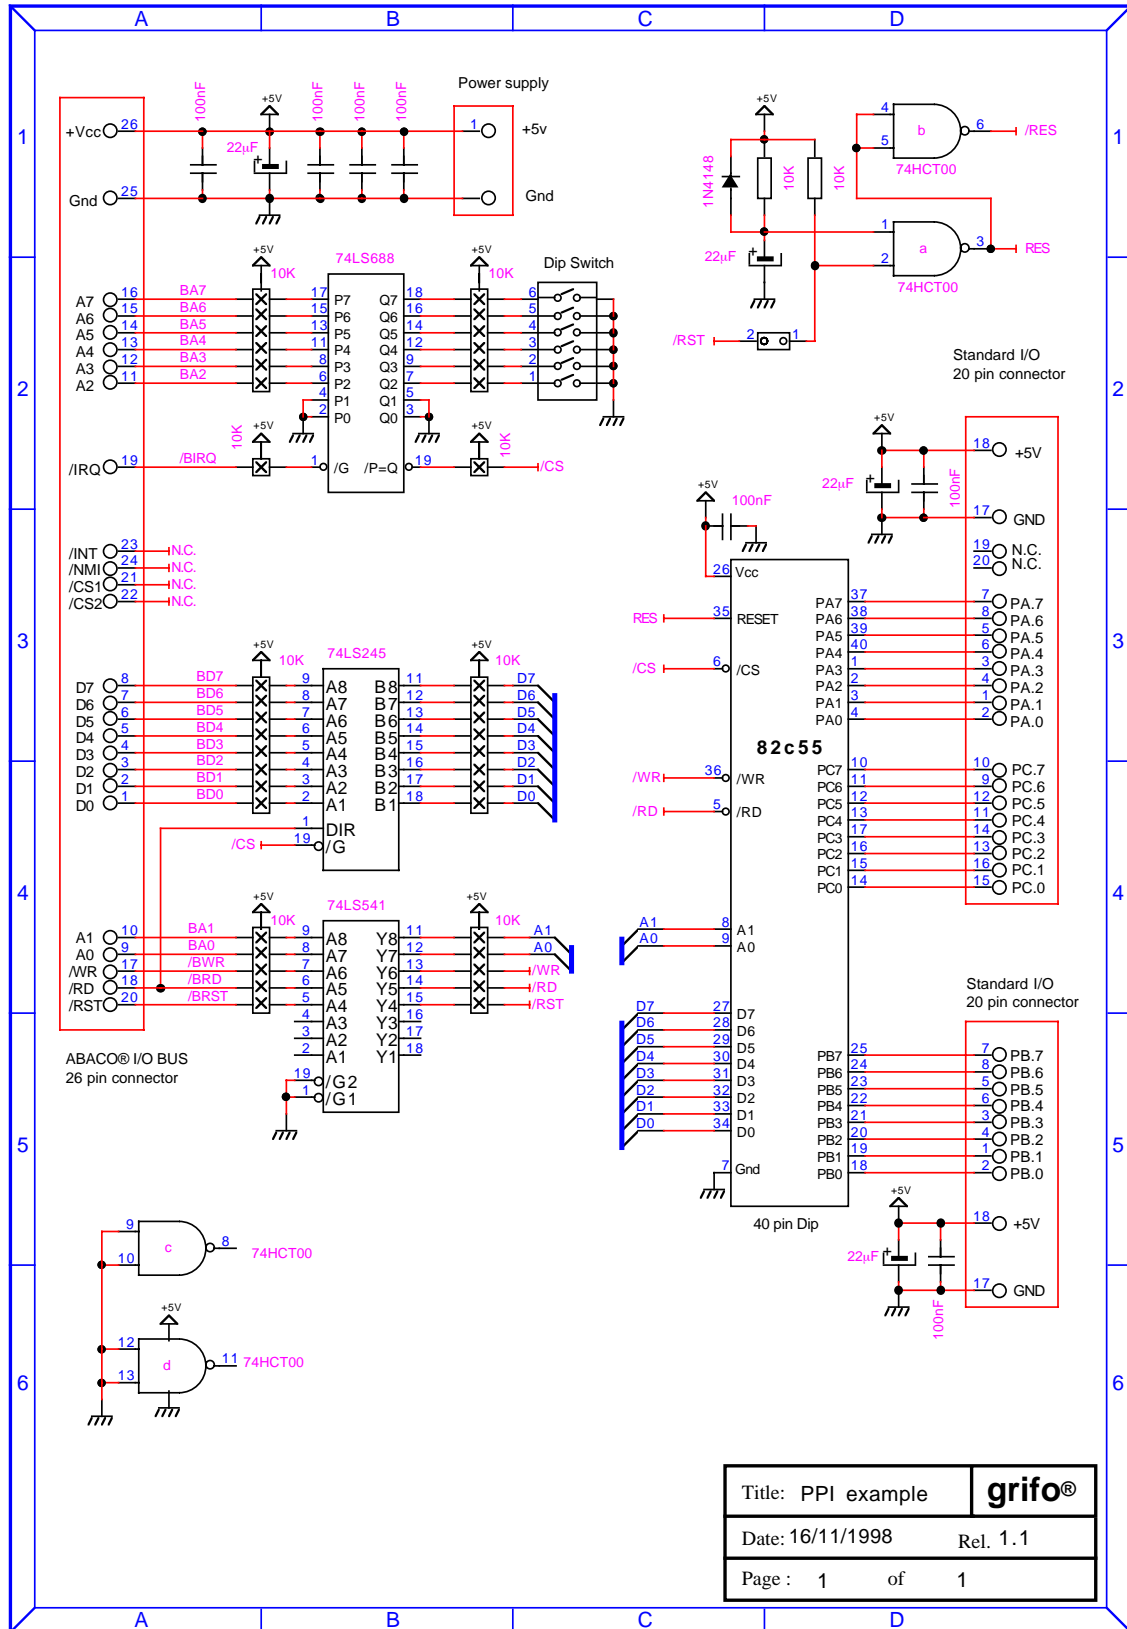 A B C D
1 1
2 2
3 3
4 4
5 5
6 6
A B C D
Power supply
+5V
100nF 100nF 100nF 100nF
22µF
+Vcc 26
Gnd 25
1 +5v
Gnd
+5V
1N4148
10K
10K
22µF
4
5
b
6 /RES
74HCT00
1
2
a
3 RES
74HCT00
/RST 2 1
74LS688
+5V 10K
+5V 10K
Dip Switch
A7 16 BA7 17 P7 Q7 18 6
A6 15 BA6 15 P6 Q6 16 5
A5 14 BA5 13 P5 Q5 14 4
A4 13 BA4 11 P4 Q4 12 3
A3 12 BA3 8 P3 Q3 9 2
A2 11 BA2 6 P2 Q2 7 1
4 P1 Q1 5
2 P0 Q0 3
10K +5V
+5V 10K
/IRQ 19 /BIRQ 1 /G /P=Q 19 /CS
/INT 23 N.C.
/NMI 24 N.C.
/CS1 21 N.C.
/CS2 22 N.C.
+5V 10K
74LS245
+5V 10K
D7 8 BD7 9 A8 B8 11 D7
D6 7 BD6 8 A7 B7 12 D6
D5 6 BD5 7 A6 B6 13 D5
D4 5 BD4 6 A5 B5 14 D4
D3 4 BD3 5 A4 B4 15 D3
D2 3 BD2 4 A3 B3 16 D2
D1 2 BD1 3 A2 B2 17 D1
D0 1 BD0 2 A1 B1 18 D0
1 DIR
/CS 19 /G
+5V 10K
74LS541
+5V 10K
A1 10 BA1 9 A8 Y8 11 A1
A0 9 BA0 8 A7 Y7 12 A0
/WR 17 /BWR 7 A6 Y6 13 /WR
/RD 18 /BRD 6 A5 Y5 14 /RD
/RST 20 /BRST 5 A4 Y4 15 /RST
4 A3 Y3 16
3 A2 Y2 17
2 A1 Y1 18
19 /G2
1 /G1
ABACO® I/O BUS
26 pin connector
Standard I/O
20 pin connector
+5V
22µF
100nF
18 +5V
17 GND
19 N.C.
20 N.C.
+5V
100nF
26 Vcc
RES 35 RESET
/CS 6 /CS
82c55
/WR 36 /WR
/RD 5 /RD
A1 8 A1
A0 9 A0
D7 27 D7
D6 28 D6
D5 29 D5
D4 30 D4
D3 31 D3
D2 32 D2
D1 33 D1
D0 34 D0
7 Gnd
40 pin Dip
PA7 37 7 PA.7
PA6 38 8 PA.6
PA5 39 5 PA.5
PA4 40 6 PA.4
PA3 1 3 PA.3
PA2 2 4 PA.2
PA1 3 1 PA.1
PA0 4 2 PA.0
PC7 10 10 PC.7
PC6 11 9 PC.6
PC5 12 12 PC.5
PC4 13 11 PC.4
PC3 17 14 PC.3
PC2 16 13 PC.2
PC1 15 16 PC.1
PC0 14 15 PC.0
Standard I/O
20 pin connector
PB7 25 7 PB.7
PB6 24 8 PB.6
PB5 23 5 PB.5
PB4 22 6 PB.4
PB3 21 3 PB.3
PB2 20 4 PB.2
PB1 19 1 PB.1
PB0 18 2 PB.0
+5V
22µF
100nF
18 +5V
17 GND
9
10
c
8 74HCT00
+5V
12
13
d
11 74HCT00
Title: PPI example grifo®
Date: 16/11/1998 Rel. 1.1
Page : 1 of 1